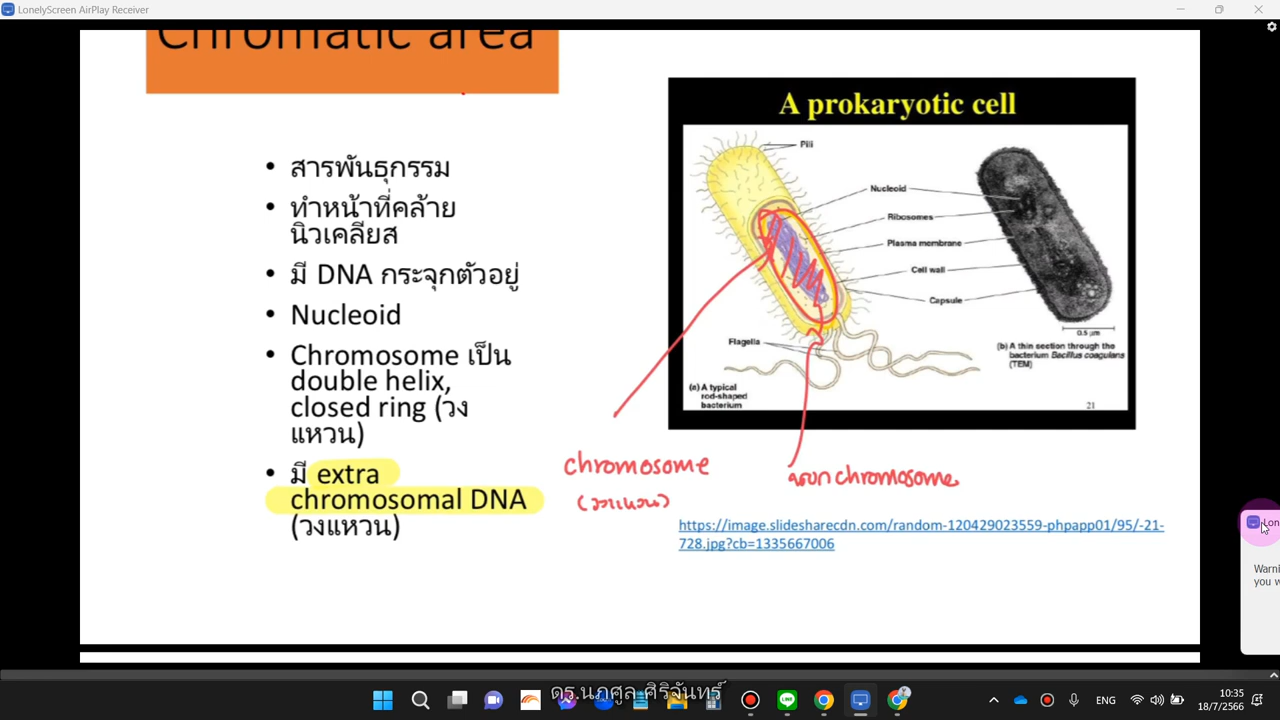 LonelyScreen AirPlay Receiver
Chromatic area
• สารพันธุกรรม
• ทำหน้าที่คล้าย
นิวเคลียส
• มี DNA กระจุกตัวอยู่
• Nucleoid
• Chromosome เป็น
double helix,
closed ring (วง
แหวน)
• มี extra
chromosomal DNA
(วงแหวน)
A prokaryotic cell
Pili
Nucleoid
Ribosomes
Plasma membrane
Cell wall
Capsule
Flagella
0.5 μm
(a) A typical
rod-shaped
bacterium
(b) A thin section through the
bacterium Bacillus coagulans
(TEM)
21
chromosome
(วงแหวน)
นอก chromosome
https://image.slidesharecdn.com/random-120429023559-phpapp01/95/-21-
728.jpg?cb=1335667006
Lon
Warni
you w
ดร.นภศูล ศิริจันทร์
ENG
10:35
18/7/2566